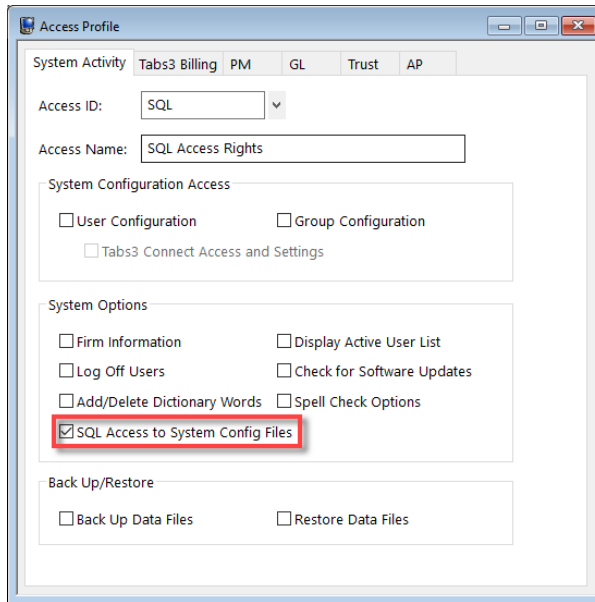 Access Profile
System Activity Tabs3 Billing PM GL Trust AP
Access ID: SQL
Access Name: SQL Access Rights
System Configuration Access
User Configuration Group Configuration
Tabs3 Connect Access and Settings
System Options
Firm Information Display Active User List
Log Off Users Check for Software Updates
Add/Delete Dictionary Words Spell Check Options
SQL Access to System Config Files
Back Up/Restore
Back Up Data Files Restore Data Files